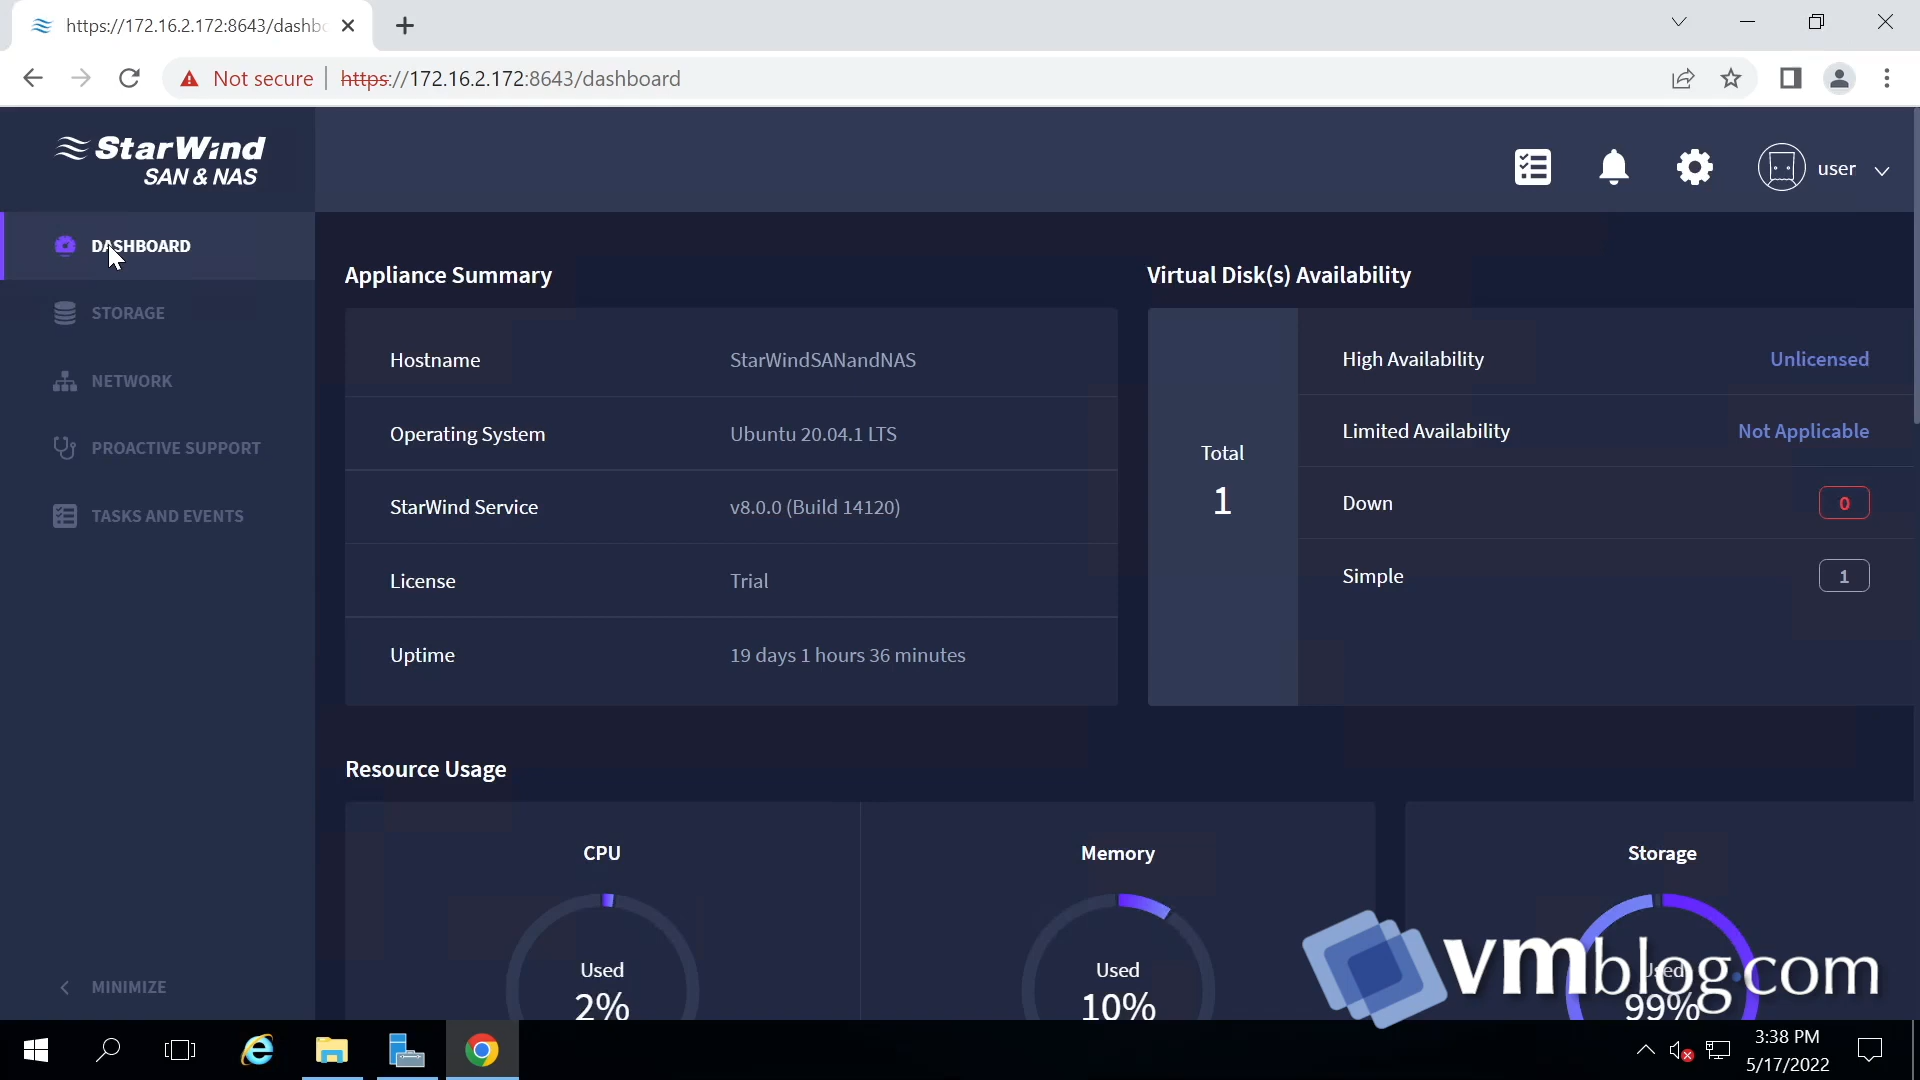 https://172.16.2.172:8643/dashbo
Not secure
https://172.16.2.172:8643/dashboard
StarWind
SAN & NAS
user
DASHBOARD
STORAGE
NETWORK
PROACTIVE SUPPORT
TASKS AND EVENTS
MINIMIZE
Appliance Summary
Hostname StarWindSANandNAS
Operating System Ubuntu 20.04.1 LTS
StarWind Service v8.0.0 (Build 14120)
License Trial
Uptime 19 days 1 hours 36 minutes
Virtual Disk(s) Availability
Total
1
High Availability Unlicensed
Limited Availability Not Applicable
Down 0
Simple 1
Resource Usage
CPU
Used
2%
Memory
Used
10%
Storage
Used
99%
vmblog.com
3:38 PM
5/17/2022